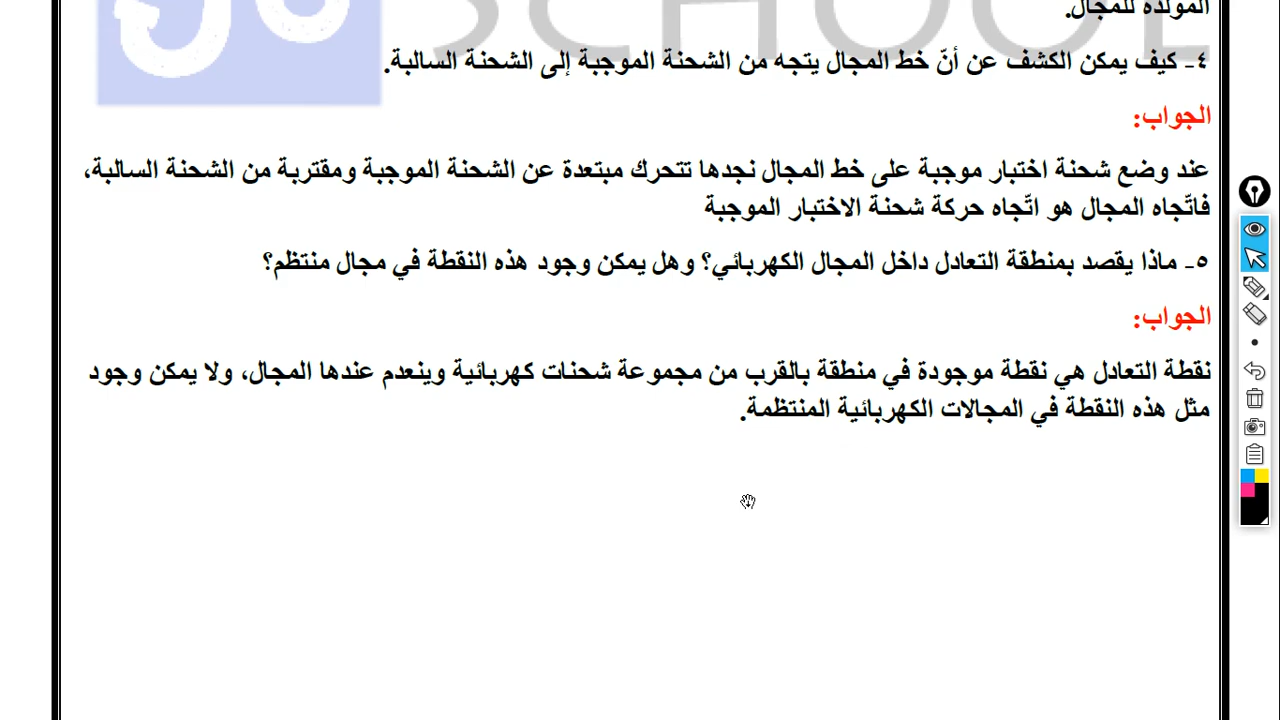 المولدة للمجال.
SCHOOL
٤- كيف يمكن الكشف عن أنّ خط المجال يتجه من الشحنة الموجبة إلى الشحنة السالبة.
الجواب:
عند وضع شحنة اختبار موجبة على خط المجال نجدها تتحرك مبتعدة عن الشحنة الموجبة ومقتربة من الشحنة السالبة،
فاتّجاه المجال هو اتّجاه حركة شحنة الاختبار الموجبة
٥- ماذا يقصد بمنطقة التعادل داخل المجال الكهربائي؟ وهل يمكن وجود هذه النقطة في مجال منتظم؟
الجواب:
نقطة التعادل هي نقطة موجودة في منطقة بالقرب من مجموعة شحنات كهربائية وينعدم عندها المجال، ولا يمكن وجود
مثل هذه النقطة في المجالات الكهربائية المنتظمة.